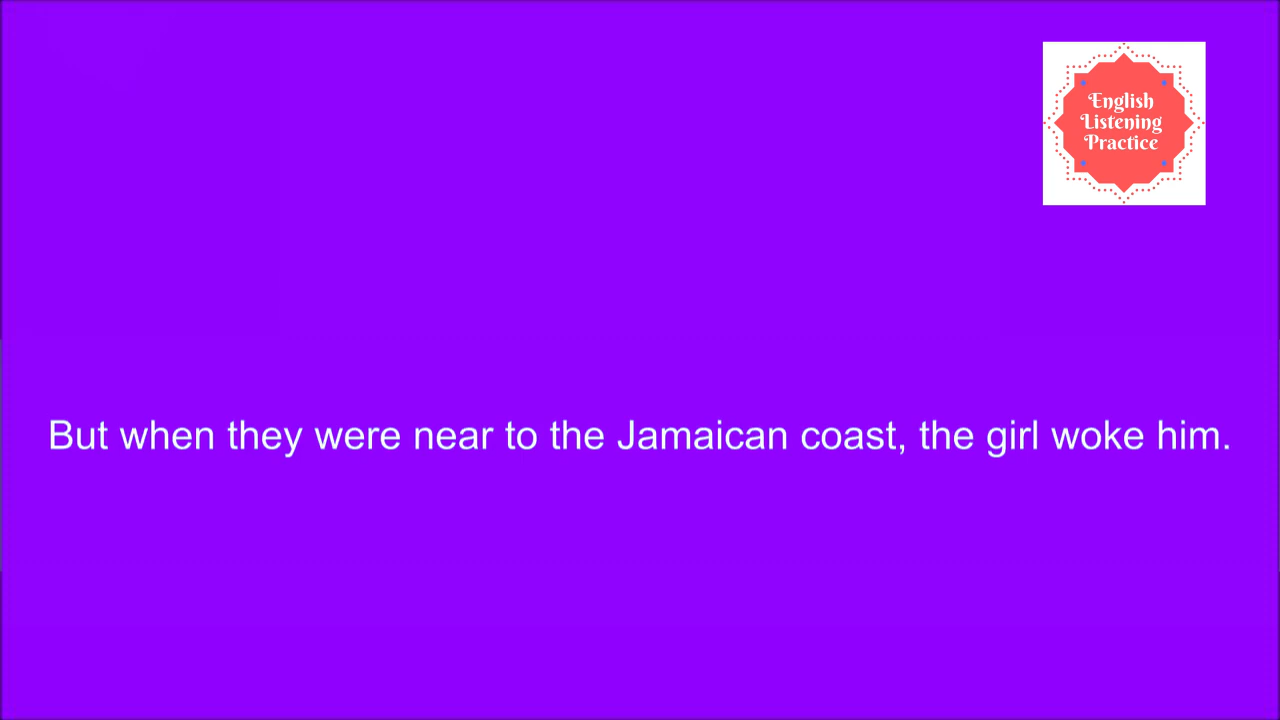 English
Listening
Practice
But when they were near to the Jamaican coast, the girl woke him.